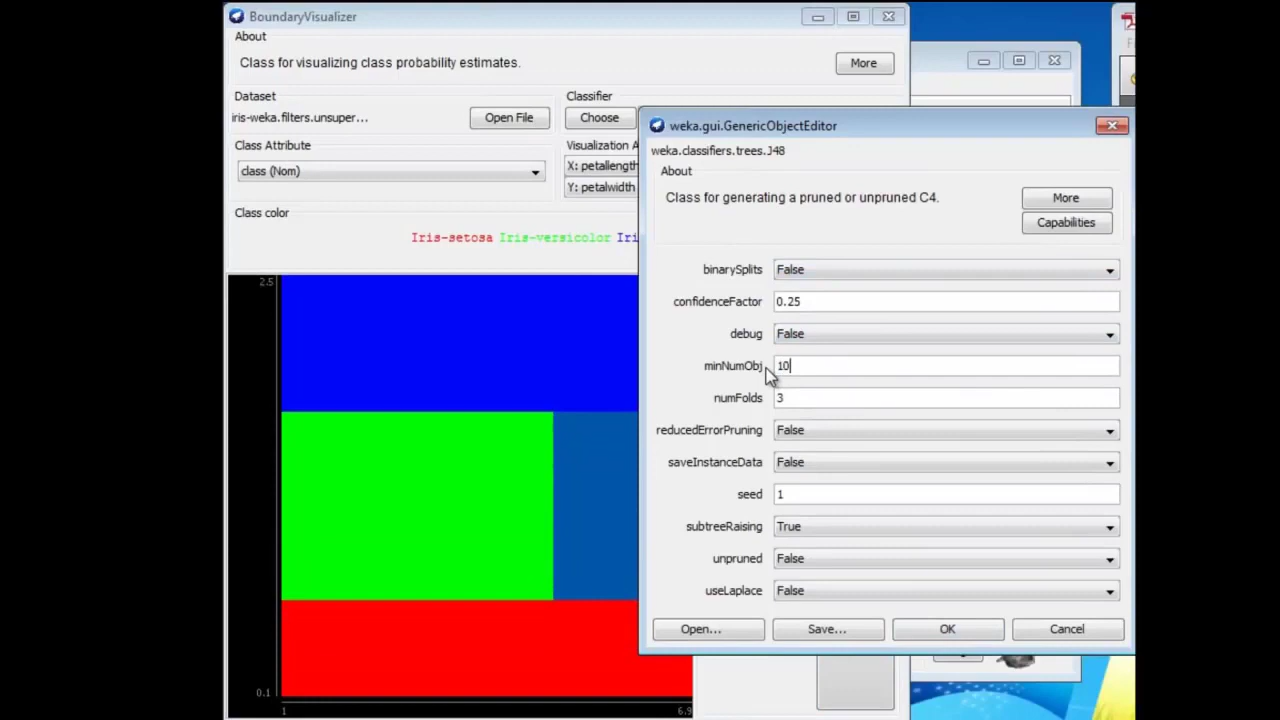 BoundaryVisualizer
About
Class for visualizing class probability estimates.
More
Dataset
Classifier
iris-weka.filters.unsuper...
Open File
Choose
Class Attribute
Visualization A
class (Nom)
X: petallength
Y: petalwidth
Class color
Iris-setosa Iris-versicolor Iri
2.5
0.1
1
6.9
weka.gui.GenericObjectEditor
weka.classifiers.trees.J48
About
Class for generating a pruned or unpruned C4.
More
Capabilities
binarySplits False
confidenceFactor 0.25
debug False
minNumObj 10
numFolds 3
reducedErrorPruning False
saveInstanceData False
seed 1
subtreeRaising True
unpruned False
useLaplace False
Open... Save... OK Cancel